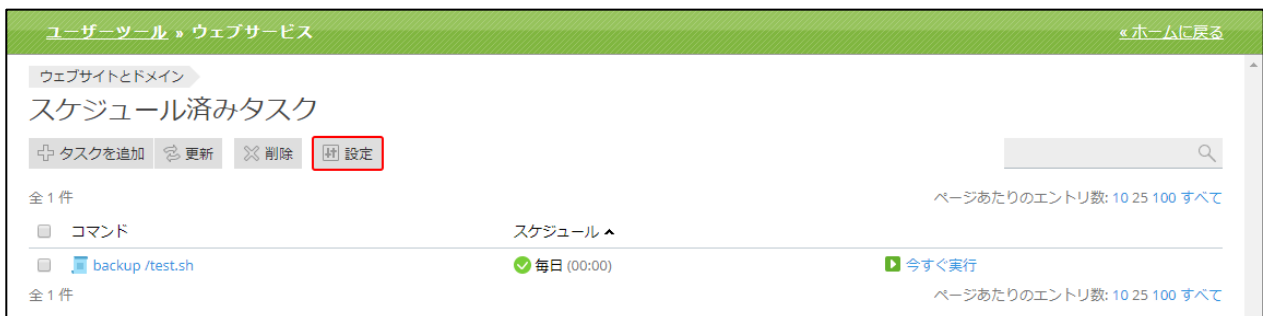 ユーザーツール » ウェブサービス «ホームに戻る
ウェブサイトとドメイン
スケジュール済みタスク
タスクを追加 更新 削除 設定
全 1 件 ページあたりのエントリ数: 10 25 100 すべて
コマンド スケジュール
backup /test.sh 毎日 (00:00) 今すぐ実行
全 1 件 ページあたりのエントリ数: 10 25 100 すべて